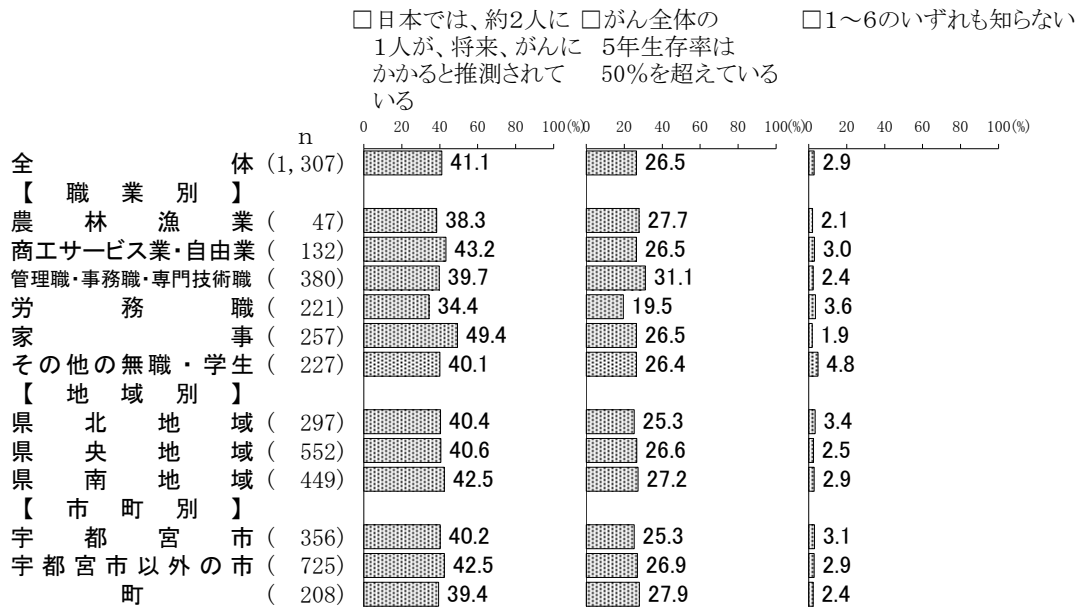 □日本では、約2人に □がん全体の □1～6のいずれも知らない
1人が、将来、がんに 5年生存率は
かかると推測されて 50％を超えている
いる
n 0 20 40 60 80 100(%) 0 20 40 60 80 100(%) 0 20 40 60 80 100(%)
全体 (1,307) 41.1 26.5 2.9
【職業別】
農林漁業 ( 47) 38.3 27.7 2.1
商工サービス業・自由業 ( 132) 43.2 26.5 3.0
管理職・事務職・専門技術職 ( 380) 39.7 31.1 2.4
労務職 ( 221) 34.4 19.5 3.6
家事 ( 257) 49.4 26.5 1.9
その他の無職・学生 ( 227) 40.1 26.4 4.8
【地域別】
県北地域 ( 297) 40.4 25.3 3.4
県央地域 ( 552) 40.6 26.6 2.5
県南地域 ( 449) 42.5 27.2 2.9
【市町別】
宇都宮市 ( 356) 40.2 25.3 3.1
宇都宮市以外の市 ( 725) 42.5 26.9 2.9
町 ( 208) 39.4 27.9 2.4